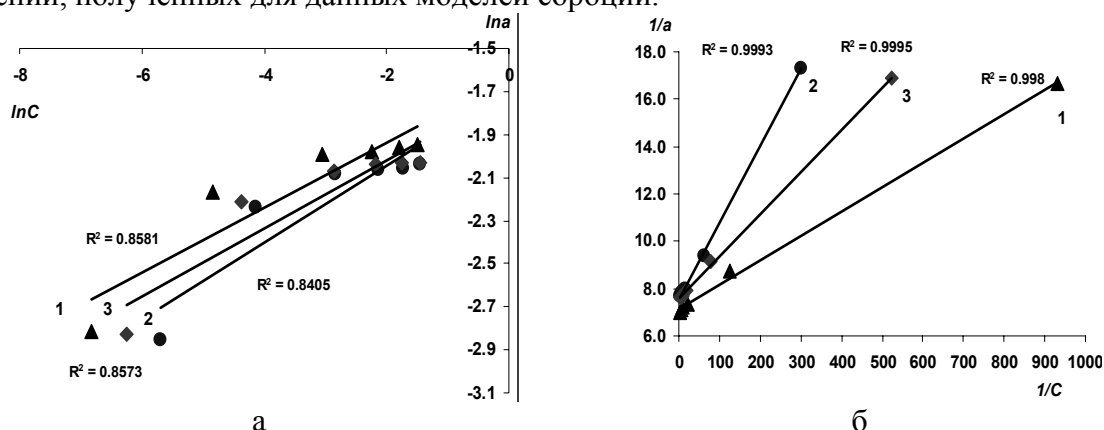 ений, полученных для данных моделей сорбции.
lna
-1.5
-8 -6 -4 -2 0
-1.7
lnC
-1.9
-2.1
-2.3
R² = 0.8581
-2.5
R² = 0.8405
-2.7
1 3 2
-2.9
R² = 0.8573
-3.1
а
1/a
18.0
R² = 0.9993
R² = 0.9995
R² = 0.998
2
3
1
16.0
14.0
12.0
10.0
8.0
6.0
0 100 200 300 400 500 600 700 800 900 1000
1/C
б